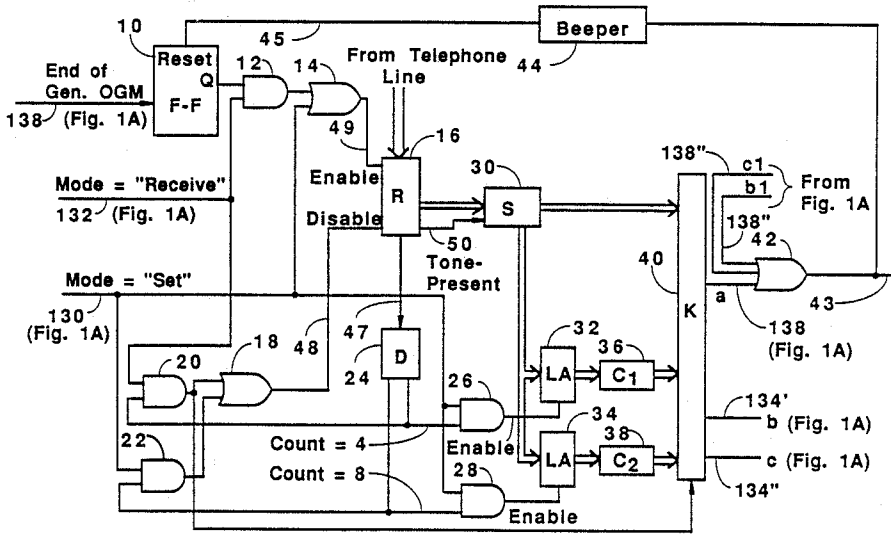 10
45
Beeper
44
Reset
Q
F-F
12
14
From Telephone
Line
End of
Gen. OGM
138 (Fig. 1A)
49
16
30
Enable
R
S
Disable
50
Tone-
Present
138"
c1
b1
From
Fig. 1A
138"
42
40
K
a
43
138
(Fig. 1A)
Mode = "Receive"
132 (Fig. 1A)
Mode = "Set"
130
(Fig. 1A)
47
48
24
D
20
18
22
26
28
Count = 4
Count = 8
Enable
Enable
32
LA
36
C1
34
LA
38
C2
134'
b (Fig. 1A)
c (Fig. 1A)
134"